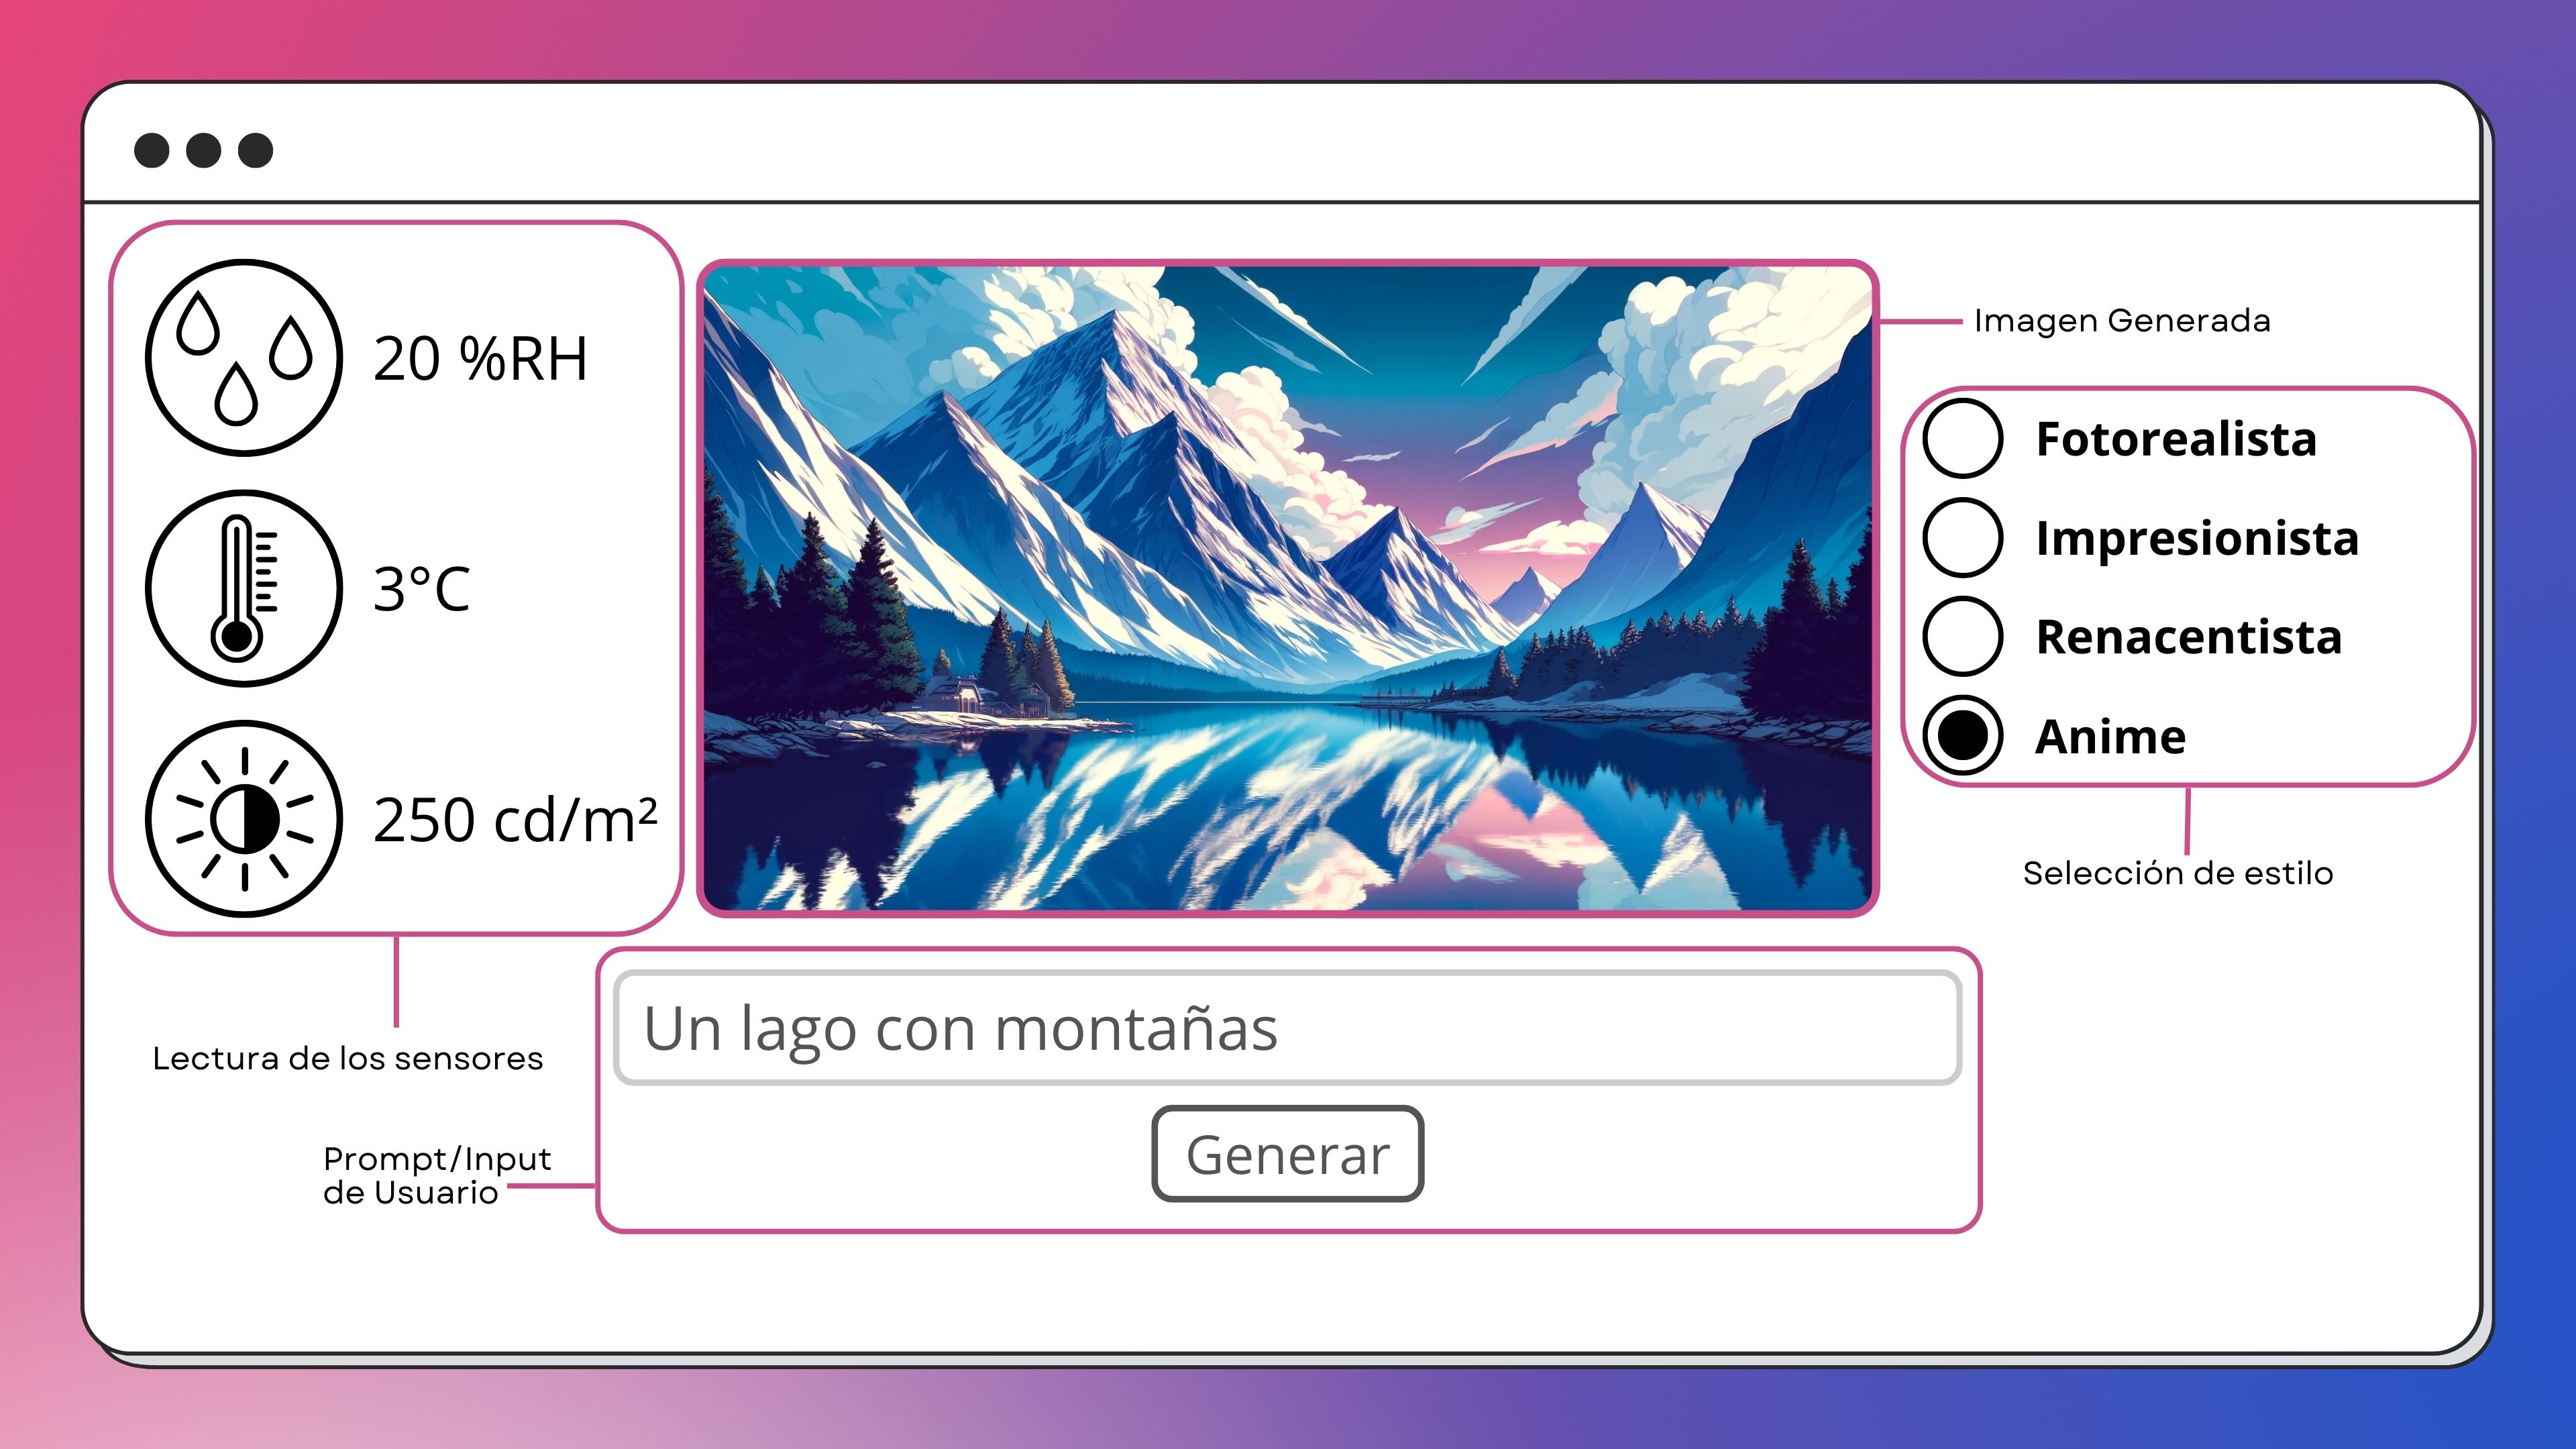 20 %RH
3°C
250 cd/m²
Lectura de los sensores
Imagen Generada
Fotorealista
Impresionista
Renacentista
Anime
Selección de estilo
Un lago con montañas
Generar
Prompt/Input
de Usuario